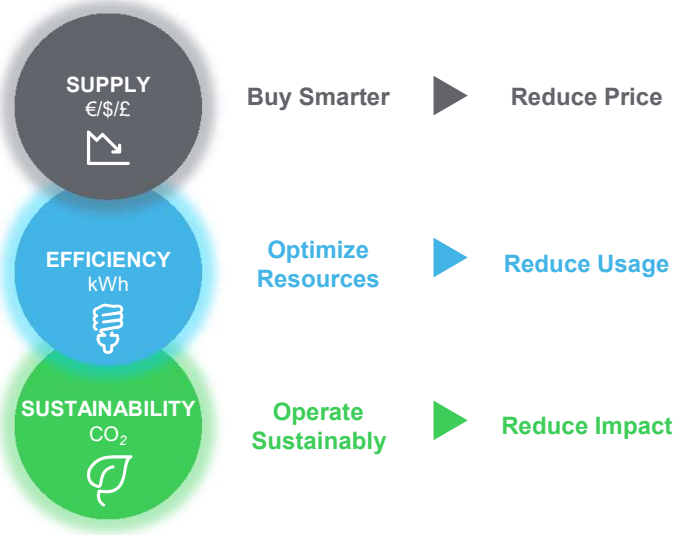 SUPPLY
€/$/£
Buy Smarter
Reduce Price
EFFICIENCY
kWh
Optimize
Resources
Reduce Usage
SUSTAINABILITY
CO₂
Operate
Sustainably
Reduce Impact